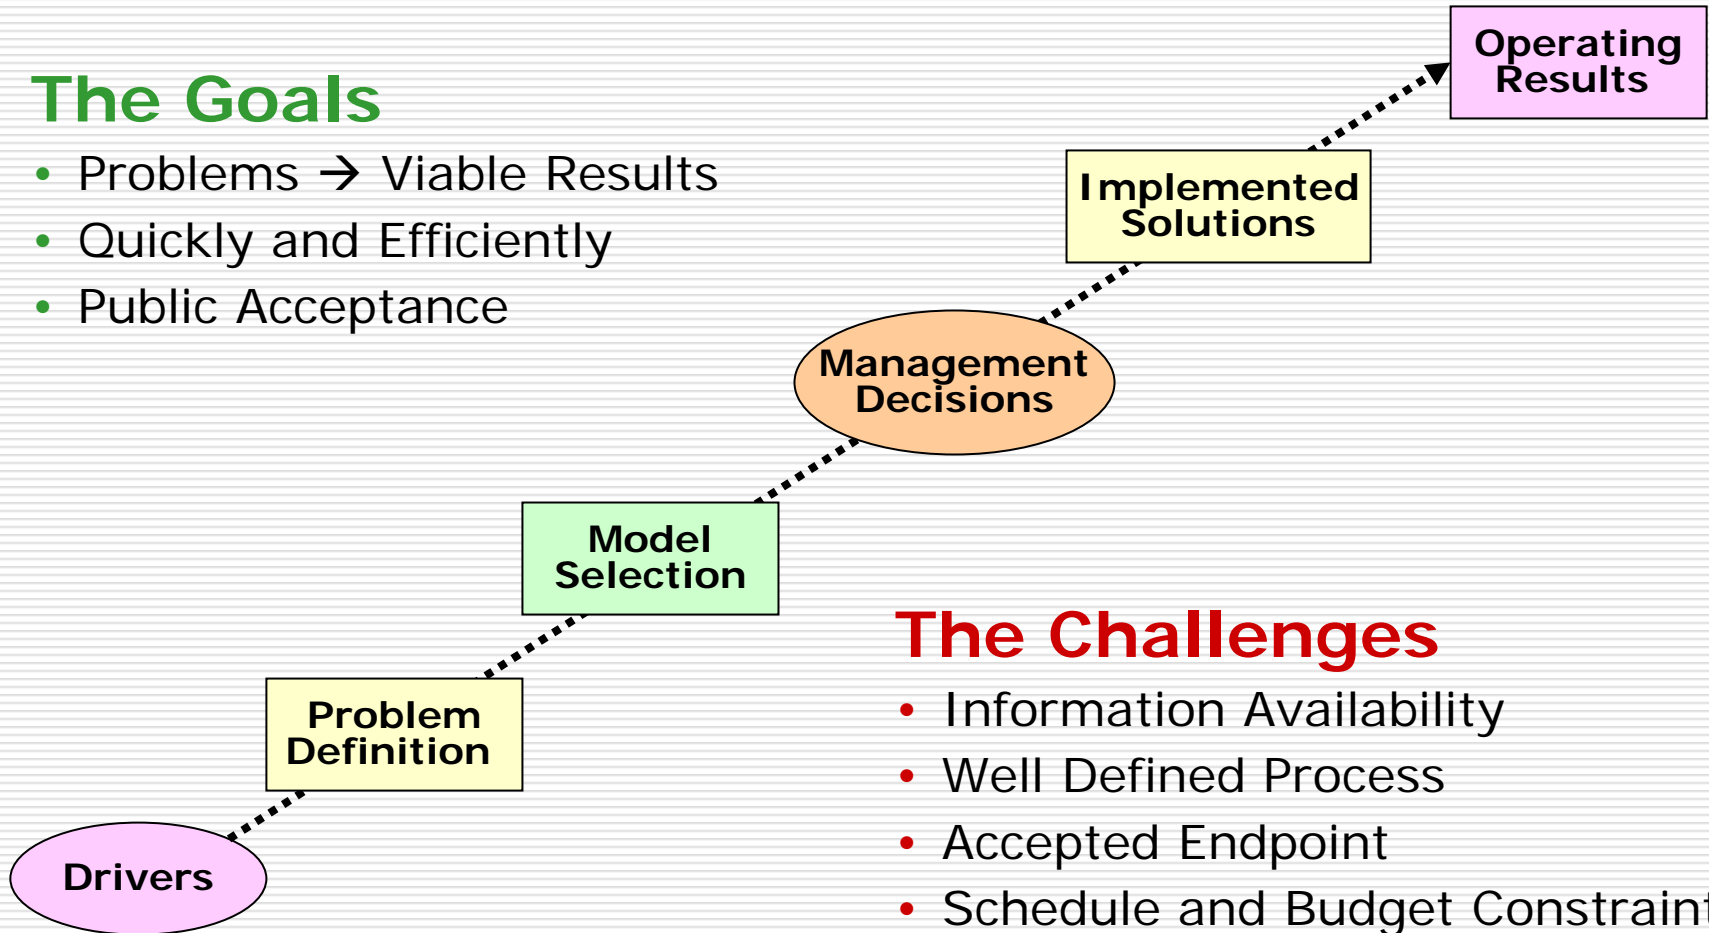 The Goals
• Problems → Viable Results
• Quickly and Efficiently
• Public Acceptance
Operating
Results
Implemented
Solutions
Management
Decisions
Model
Selection
Problem
Definition
Drivers
The Challenges
• Information Availability
• Well Defined Process
• Accepted Endpoint
• Schedule and Budget Constraint